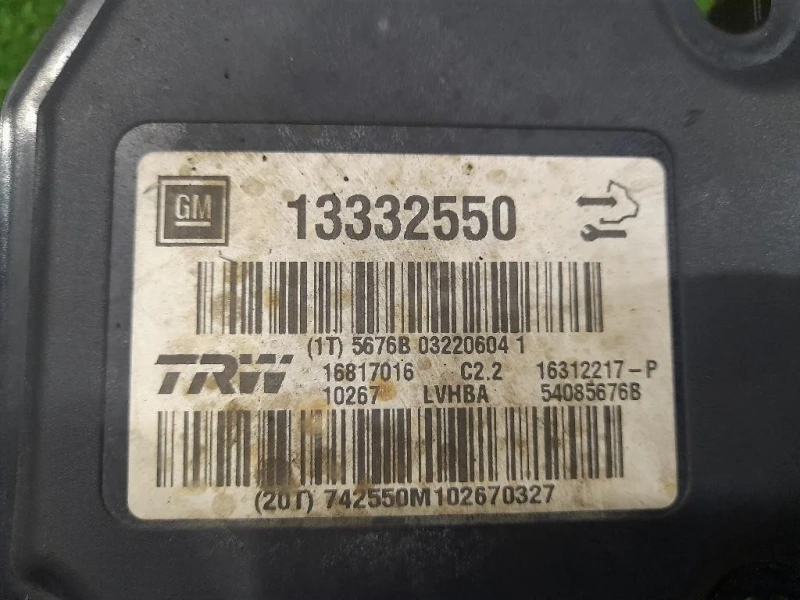 GM 13332550
(1T) 5676B 03220604 1
TRW 16817016 C2.2 16312217-P
10267 LVHBA 54085676B
(20T) 742550M102670327